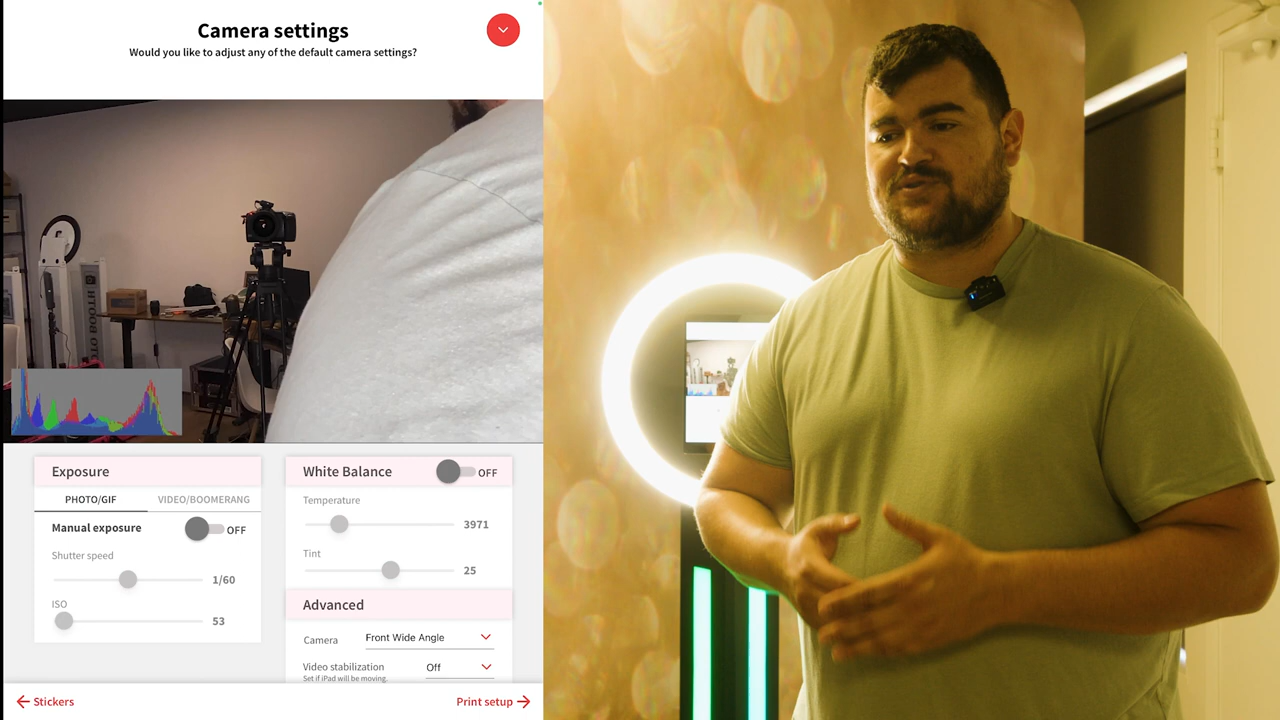 Camera settings
Would you like to adjust any of the default camera settings?
HTOOB OTO
Exposure
PHOTO/GIF
VIDEO/BOOMERANG
Manual exposure
OFF
Shutter speed
1/60
ISO
53
White Balance
OFF
Temperature
3971
Tint
25
Advanced
Camera
Front Wide Angle
Video stabilization
Off
Set if iPad will be moving.
Stickers
Print setup